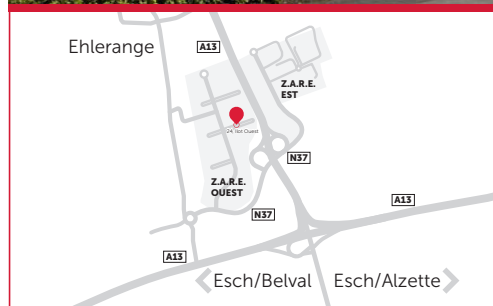 Ehlerange
A13
Z.A.R.E.
EST
24, Ilot Ouest
N37
Z.A.R.E.
OUEST
A13
N37
A13
Esch/Belval
Esch/Alzette